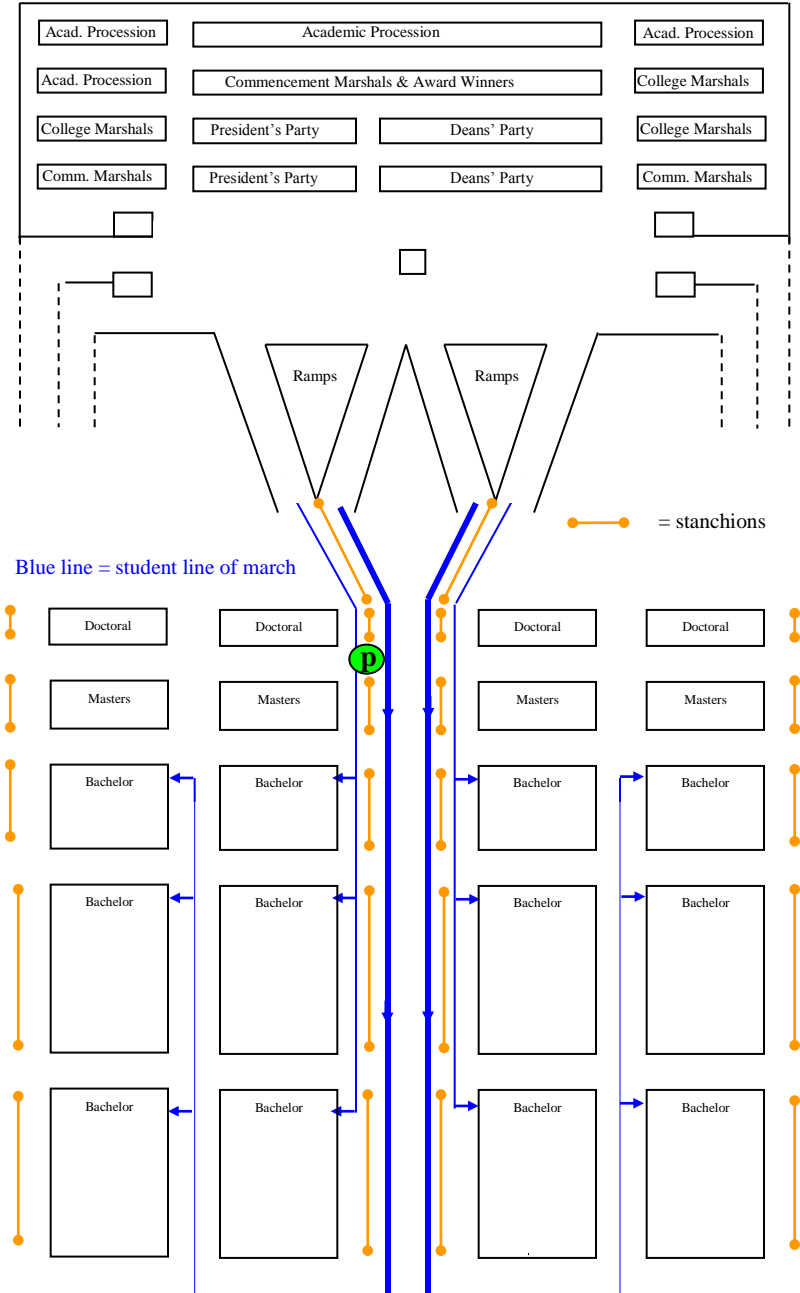 Acad. Procession Academic Procession Acad. Procession
Acad. Procession Commencement Marshals & Award Winners College Marshals
College Marshals President’s Party Deans’ Party College Marshals
Comm. Marshals President’s Party Deans’ Party Comm. Marshals
Ramps Ramps
= stanchions
Blue line = student line of march
Doctoral Doctoral Doctoral Doctoral
p
Masters Masters Masters Masters
Bachelor Bachelor Bachelor Bachelor
Bachelor Bachelor Bachelor Bachelor
Bachelor Bachelor Bachelor Bachelor